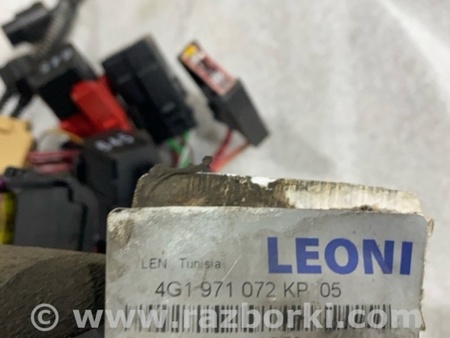 LEN Tunisia
LEONI
4G1 971 072 KP 05
www.razborki.com